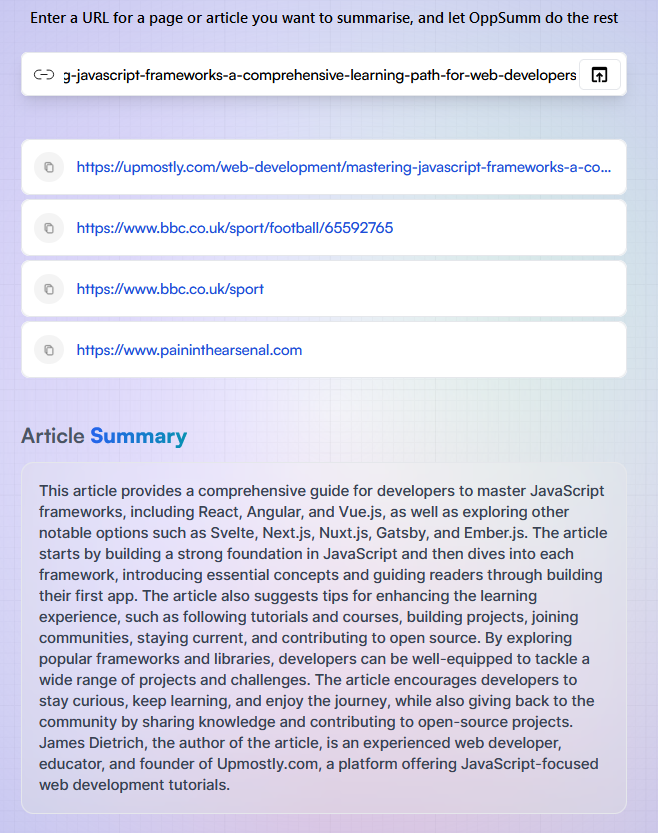 Enter a URL for a page or article you want to summarise, and let OppSumm do the rest
g-javascript-frameworks-a-comprehensive-learning-path-for-web-developers
https://upmostly.com/web-development/mastering-javascript-frameworks-a-co...
https://www.bbc.co.uk/sport/football/65592765
https://www.bbc.co.uk/sport
https://www.paininthearsenal.com
Article Summary
This article provides a comprehensive guide for developers to master JavaScript
frameworks, including React, Angular, and Vue.js, as well as exploring other
notable options such as Svelte, Next.js, Nuxt.js, Gatsby, and Ember.js. The article
starts by building a strong foundation in JavaScript and then dives into each
framework, introducing essential concepts and guiding readers through building
their first app. The article also suggests tips for enhancing the learning
experience, such as following tutorials and courses, building projects, joining
communities, staying current, and contributing to open source. By exploring
popular frameworks and libraries, developers can be well-equipped to tackle a
wide range of projects and challenges. The article encourages developers to
stay curious, keep learning, and enjoy the journey, while also giving back to the
community by sharing knowledge and contributing to open-source projects.
James Dietrich, the author of the article, is an experienced web developer,
educator, and founder of Upmostly.com, a platform offering JavaScript-focused
web development tutorials.